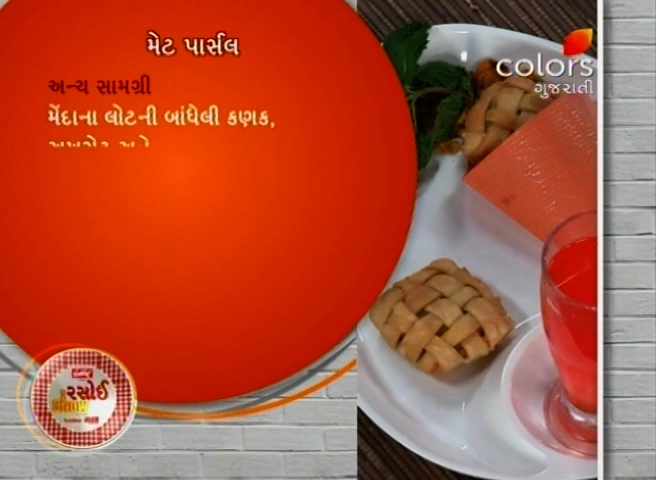 મેટ પાર્સલ
અન્ય સામગ્રી
મેંદાના લોટની બાંધેલી કણક,
colors
ગુજરાતી
રસોઈ